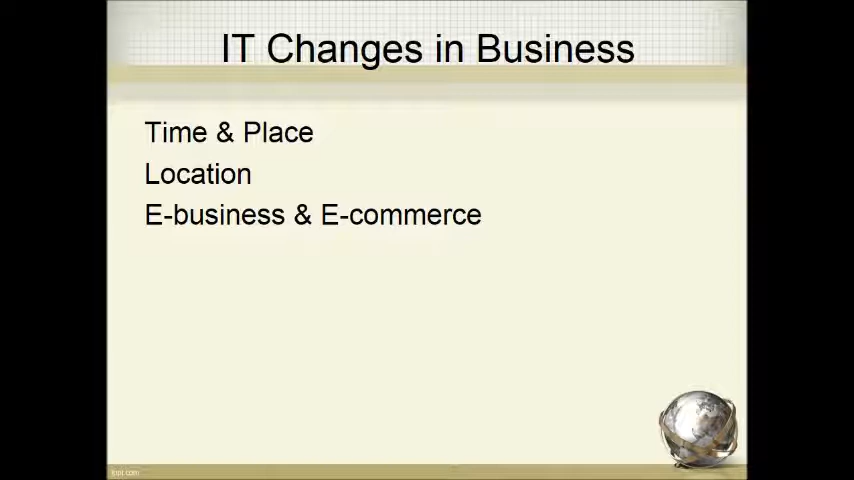 IT Changes in Business
Time & Place
Location
E-business & E-commerce